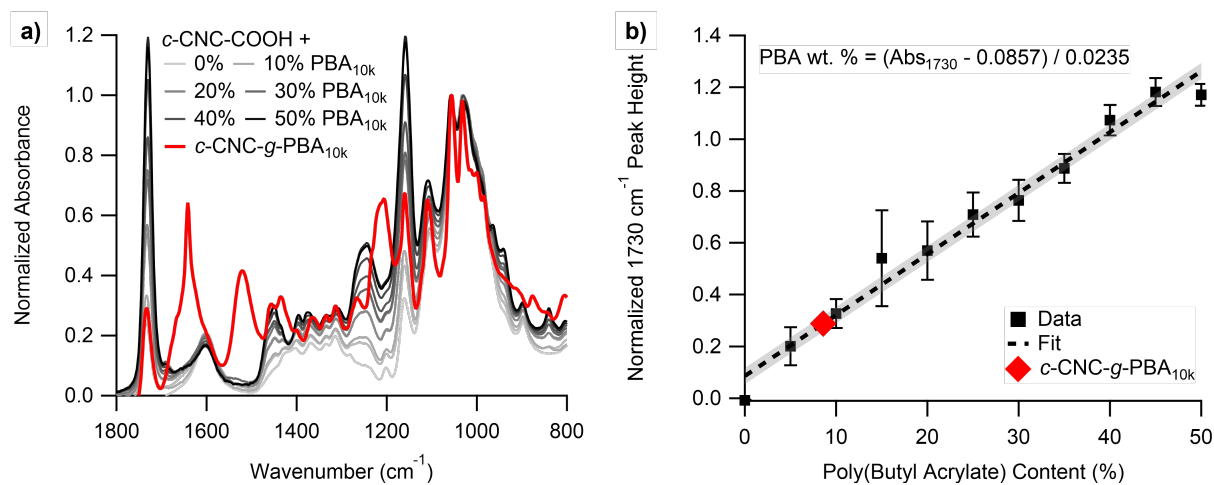 a)
c-CNC-COOH +
0% 10% PBA10k
20% 30% PBA10k
40% 50% PBA10k
c-CNC-g-PBA10k
Normalized Absorbance
1.2
1.0
0.8
0.6
0.4
0.2
0.0
1800 1600 1400 1200 1000 800
Wavenumber (cm-1)
b)
PBA wt. % = (Abs1730 - 0.0857) / 0.0235
Normalized 1730 cm-1 Peak Height
1.4
1.2
1.0
0.8
0.6
0.4
0.2
0.0
Data
Fit
c-CNC-g-PBA10k
0 10 20 30 40 50
Poly(Butyl Acrylate) Content (%)